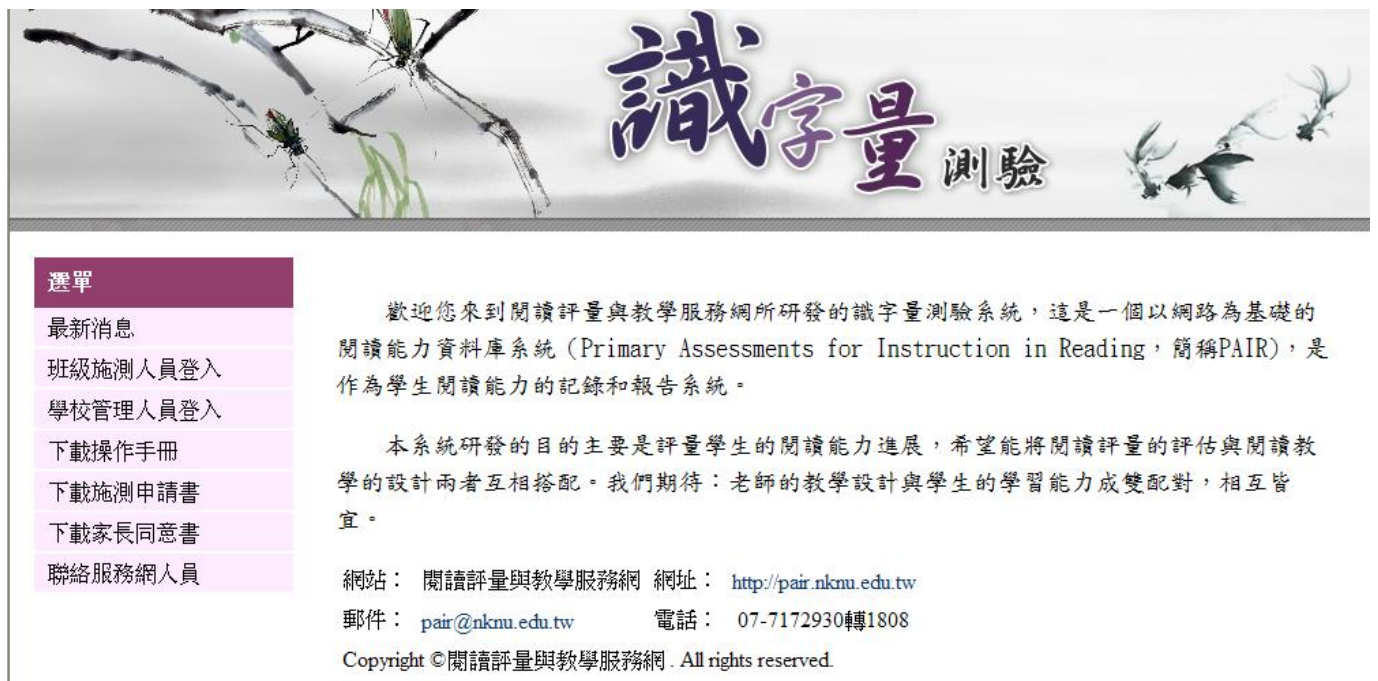 識字量 測驗
選單
最新消息
班級施測人員登入
學校管理人員登入
下載操作手冊
下載施測申請書
下載家長同意書
聯絡服務網人員
歡迎您來到閱讀評量與教學服務網所研發的識字量測驗系統，這是一個以網路為基礎的
閱讀能力資料庫系統（Primary Assessments for Instruction in Reading，簡稱PAIR），是
作為學生閱讀能力的記錄和報告系統。
本系統研發的目的主要是評量學生的閱讀能力進展，希望能將閱讀評量的評估與閱讀教
學的設計兩者互相搭配。我們期待：老師的教學設計與學生的學習能力成雙配對，相互皆
宜。
網站： 閱讀評量與教學服務網 網址： http://pair.nknu.edu.tw
郵件： pair@nknu.edu.tw 電話： 07-7172930轉1808
Copyright ©閱讀評量與教學服務網 . All rights reserved.